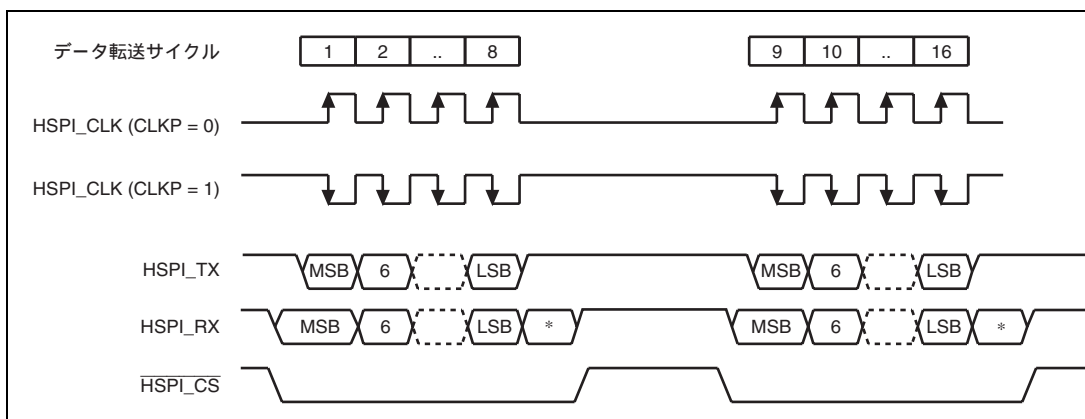 データ転送サイクル 1 2 .. 8 9 10 .. 16
HSPI_CLK (CLKP = 0)
HSPI_CLK (CLKP = 1)
HSPI_TX MSB 6 LSB MSB 6 LSB
HSPI_RX MSB 6 LSB * MSB 6 LSB *
HSPI_CS